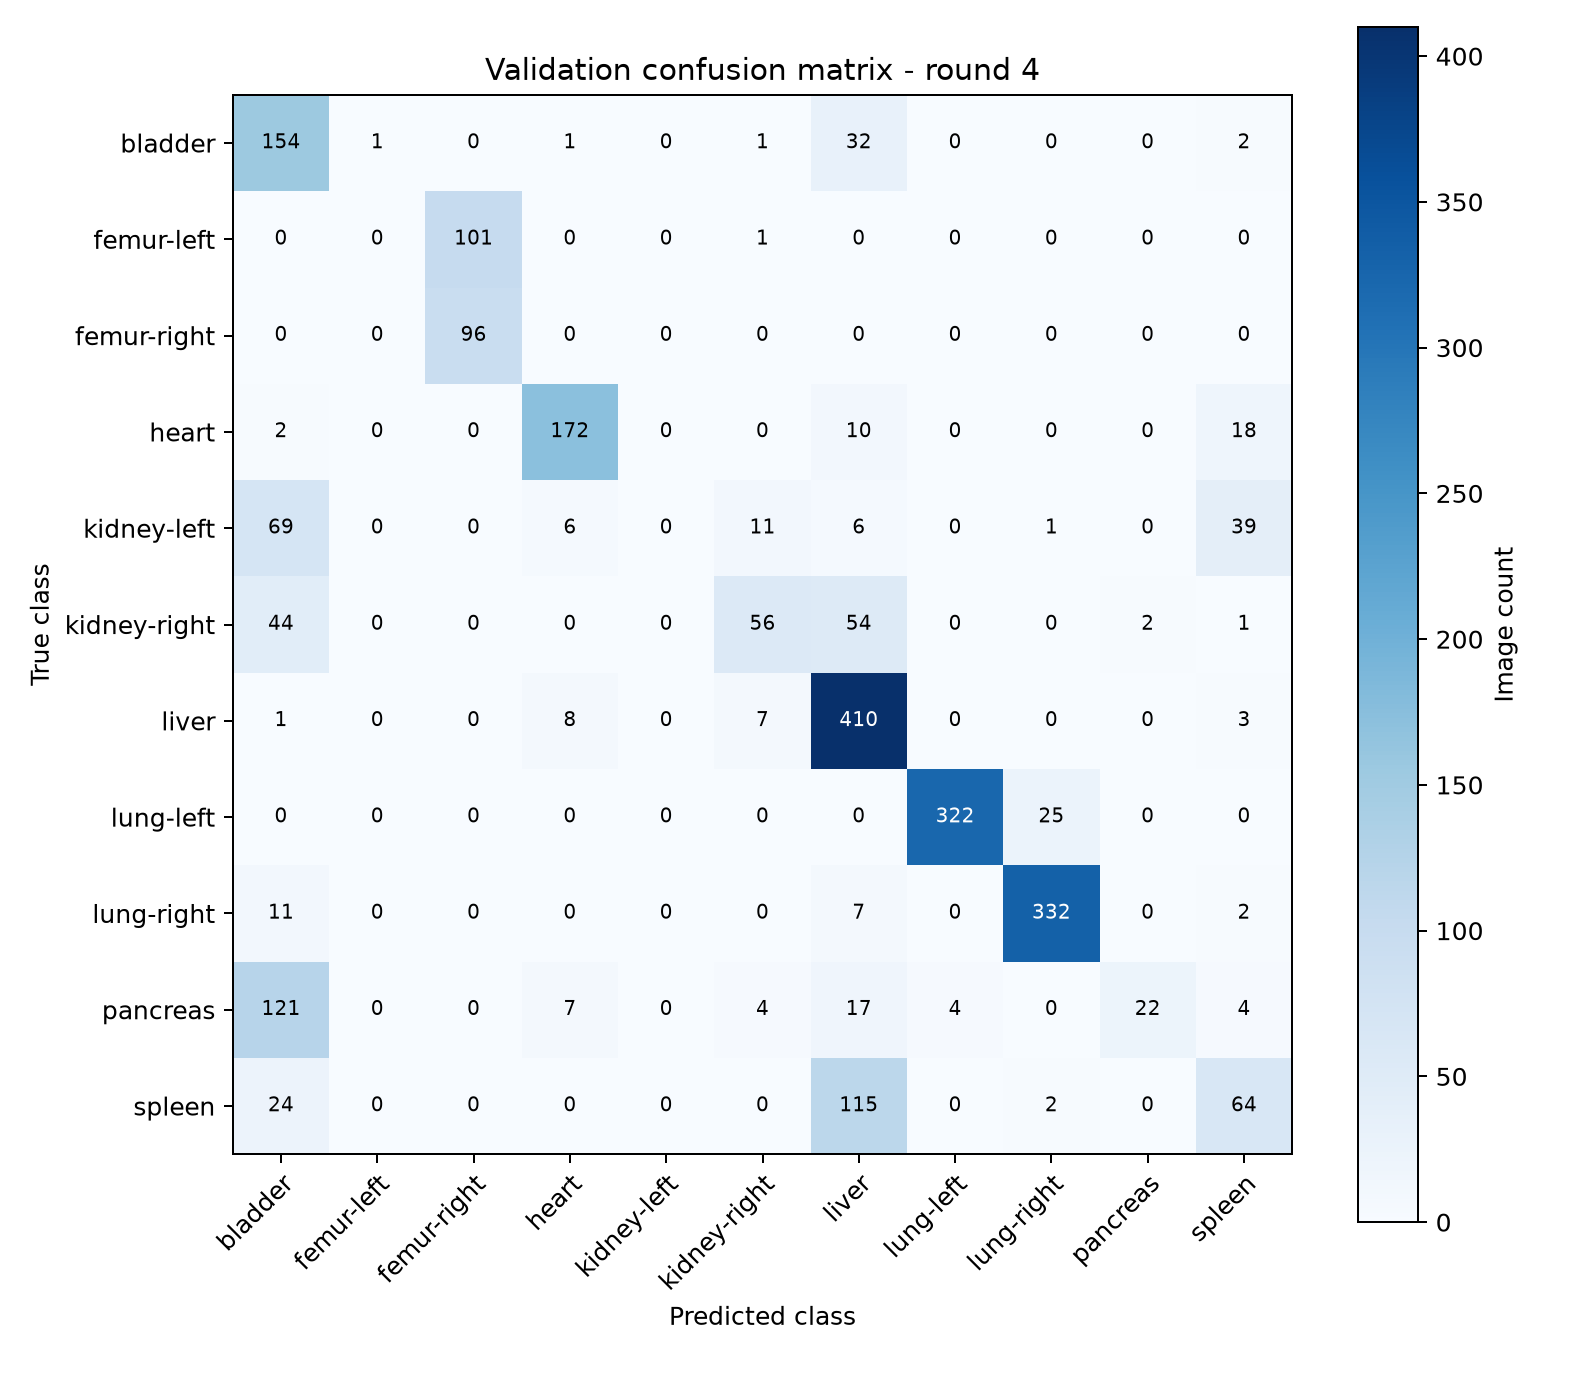 Validation confusion matrix - round 4
True class
bladder 154 1 0 1 0 1 32 0 0 0 2
femur-left 0 0 101 0 0 1 0 0 0 0 0
femur-right 0 0 96 0 0 0 0 0 0 0 0
heart 2 0 0 172 0 0 10 0 0 0 18
kidney-left 69 0 0 6 0 11 6 0 1 0 39
kidney-right 44 0 0 0 0 56 54 0 0 2 1
liver 1 0 0 8 0 7 410 0 0 0 3
lung-left 0 0 0 0 0 0 0 322 25 0 0
lung-right 11 0 0 0 0 0 7 0 332 0 2
pancreas 121 0 0 7 0 4 17 4 0 22 4
spleen 24 0 0 0 0 0 115 0 2 0 64
bladder femur-left femur-right heart kidney-left kidney-right liver lung-left lung-right pancreas spleen
Predicted class
400
350
300
250
200
150
100
50
0
Image count